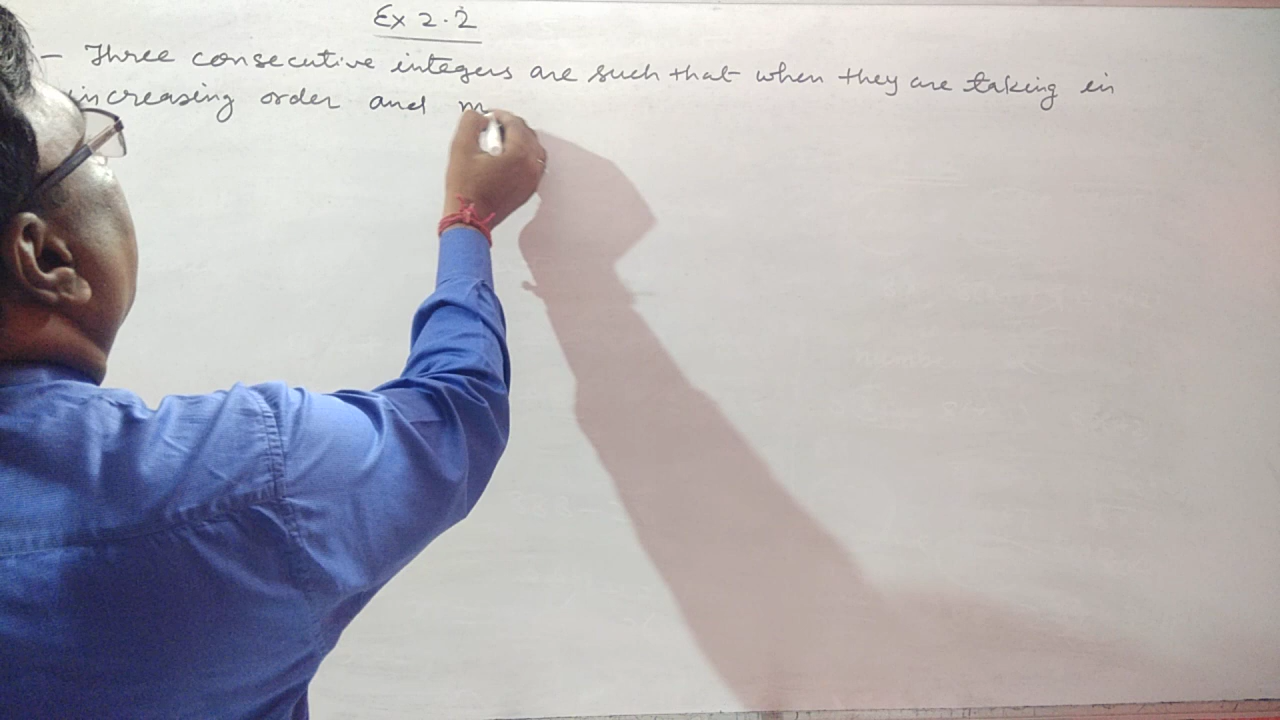 Ex 2.2
- Three consecutive integers are such that when they are taking in
increasing order and m